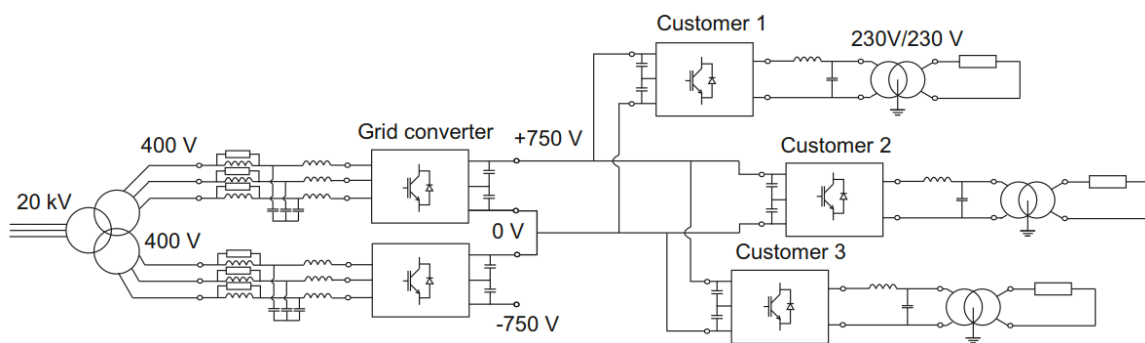 Customer 1
230V/230 V
Grid converter
+750 V
400 V
Customer 2
20 kV
0 V
400 V
Customer 3
-750 V